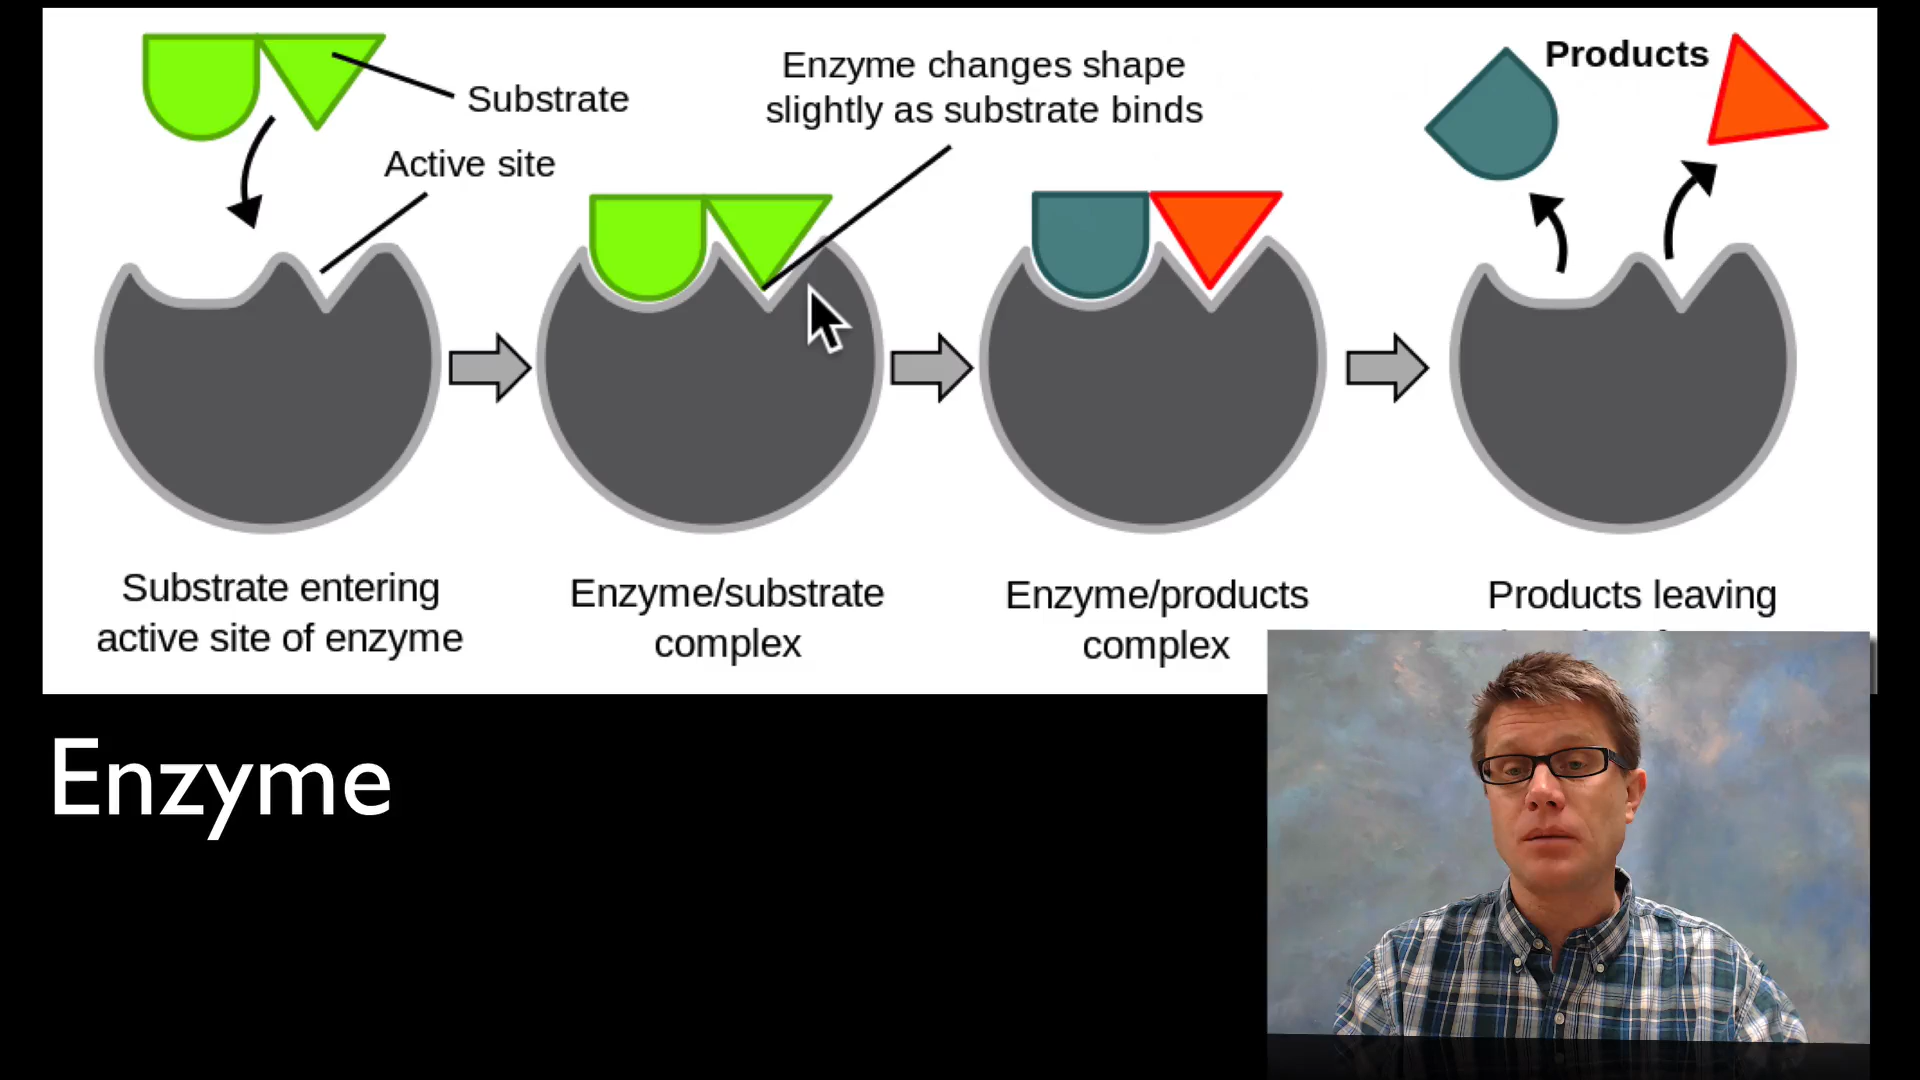 Substrate
Active site
Enzyme changes shape
slightly as substrate binds
Products
Substrate entering
active site of enzyme
Enzyme/substrate
complex
Enzyme/products
complex
Products leaving
Enzyme